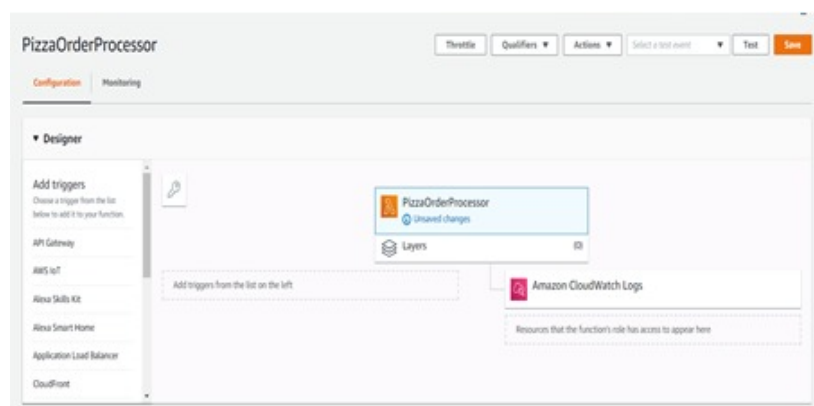 PizzaOrderProcessor
Throttle
Qualifiers
Actions
Select a test event
Test
Save
Configuration
Monitoring
Designer
Add triggers
Choose a trigger from the list
below to add it to your function.
API Gateway
AWS IoT
Alexa Skills Kit
Alexa Smart Home
Application Load Balancer
CloudFront
PizzaOrderProcessor
Unsaved changes
Layers
(0)
Add triggers from the list on the left
Amazon CloudWatch Logs
Resources that the function's role has access to appear here